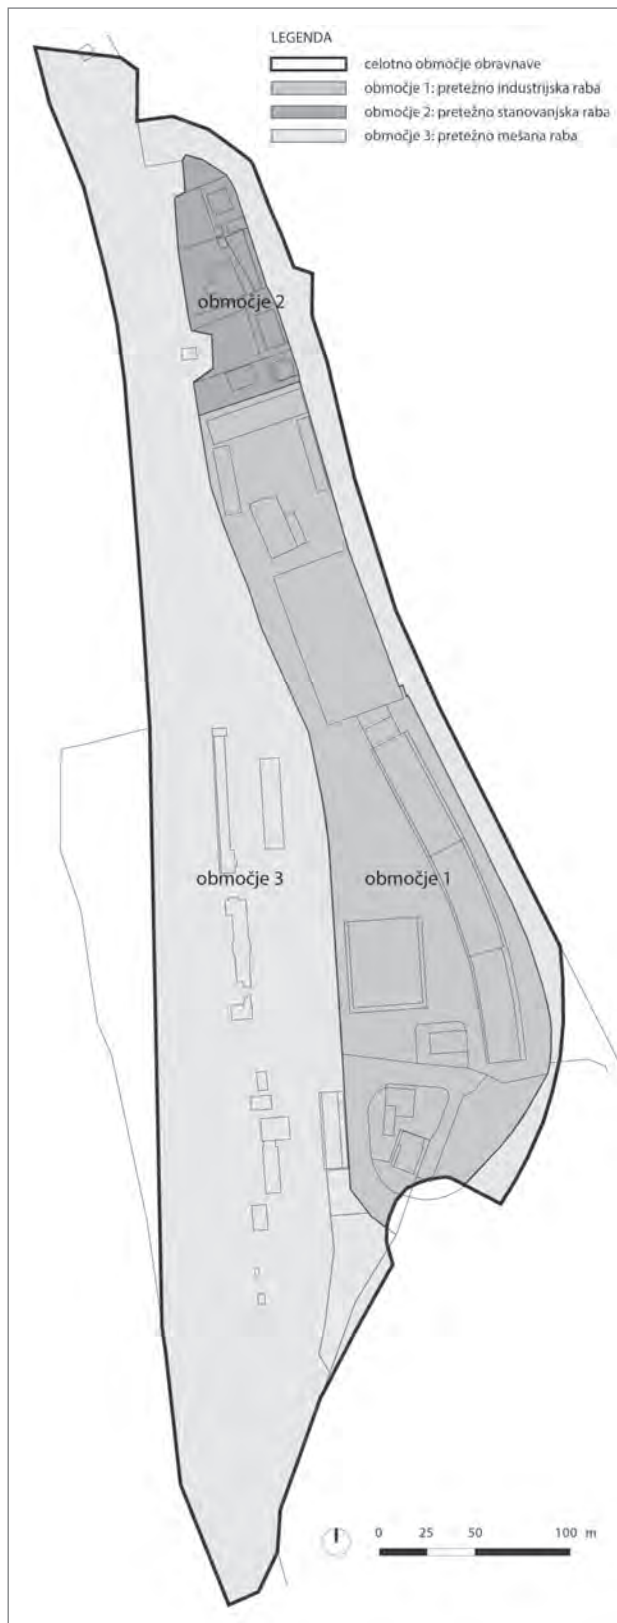 LEGENDA
celotno območje obravnave
območje 1: pretežno industrijska raba
območje 2: pretežno stanovanjska raba
območje 3: pretežno mešana raba
območje 2
območje 3
območje 1
0 25 50 100 m